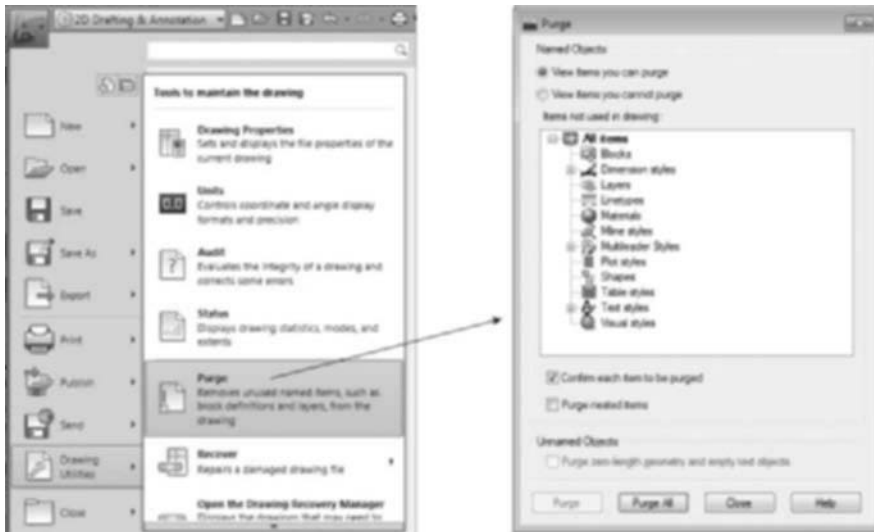 2D Drafting & Annotation
Tools to maintain the drawing
New
Open
Save
Save As
Export
Print
Publish
Send
Drawing
Utilities
Close
Drawing Properties
Sets and displays the file properties of the
current drawing
Units
Controls coordinate and angle display
formats and precision
Audit
Evaluates the integrity of a drawing and
corrects some errors
Status
Displays drawing statistics, modes, and
extents
Purge
Removes unused named items, such as
block definitions and layers, from the
drawing
Recover
Repairs a damaged drawing file
Open the Drawing Recovery Manager
Displays the drawings that may need to
Purge
Named Objects
View items you can purge
View items you cannot purge
Items not used in drawing:
All items
Blocks
Dimension styles
Layers
Linetypes
Materials
Mline styles
Multileader Styles
Plot styles
Shapes
Table styles
Text styles
Visual styles
Confirm each item to be purged
Purge nested items
Unnamed Objects
Purge zero-length geometry and empty text objects
Purge
Purge All
Close
Help